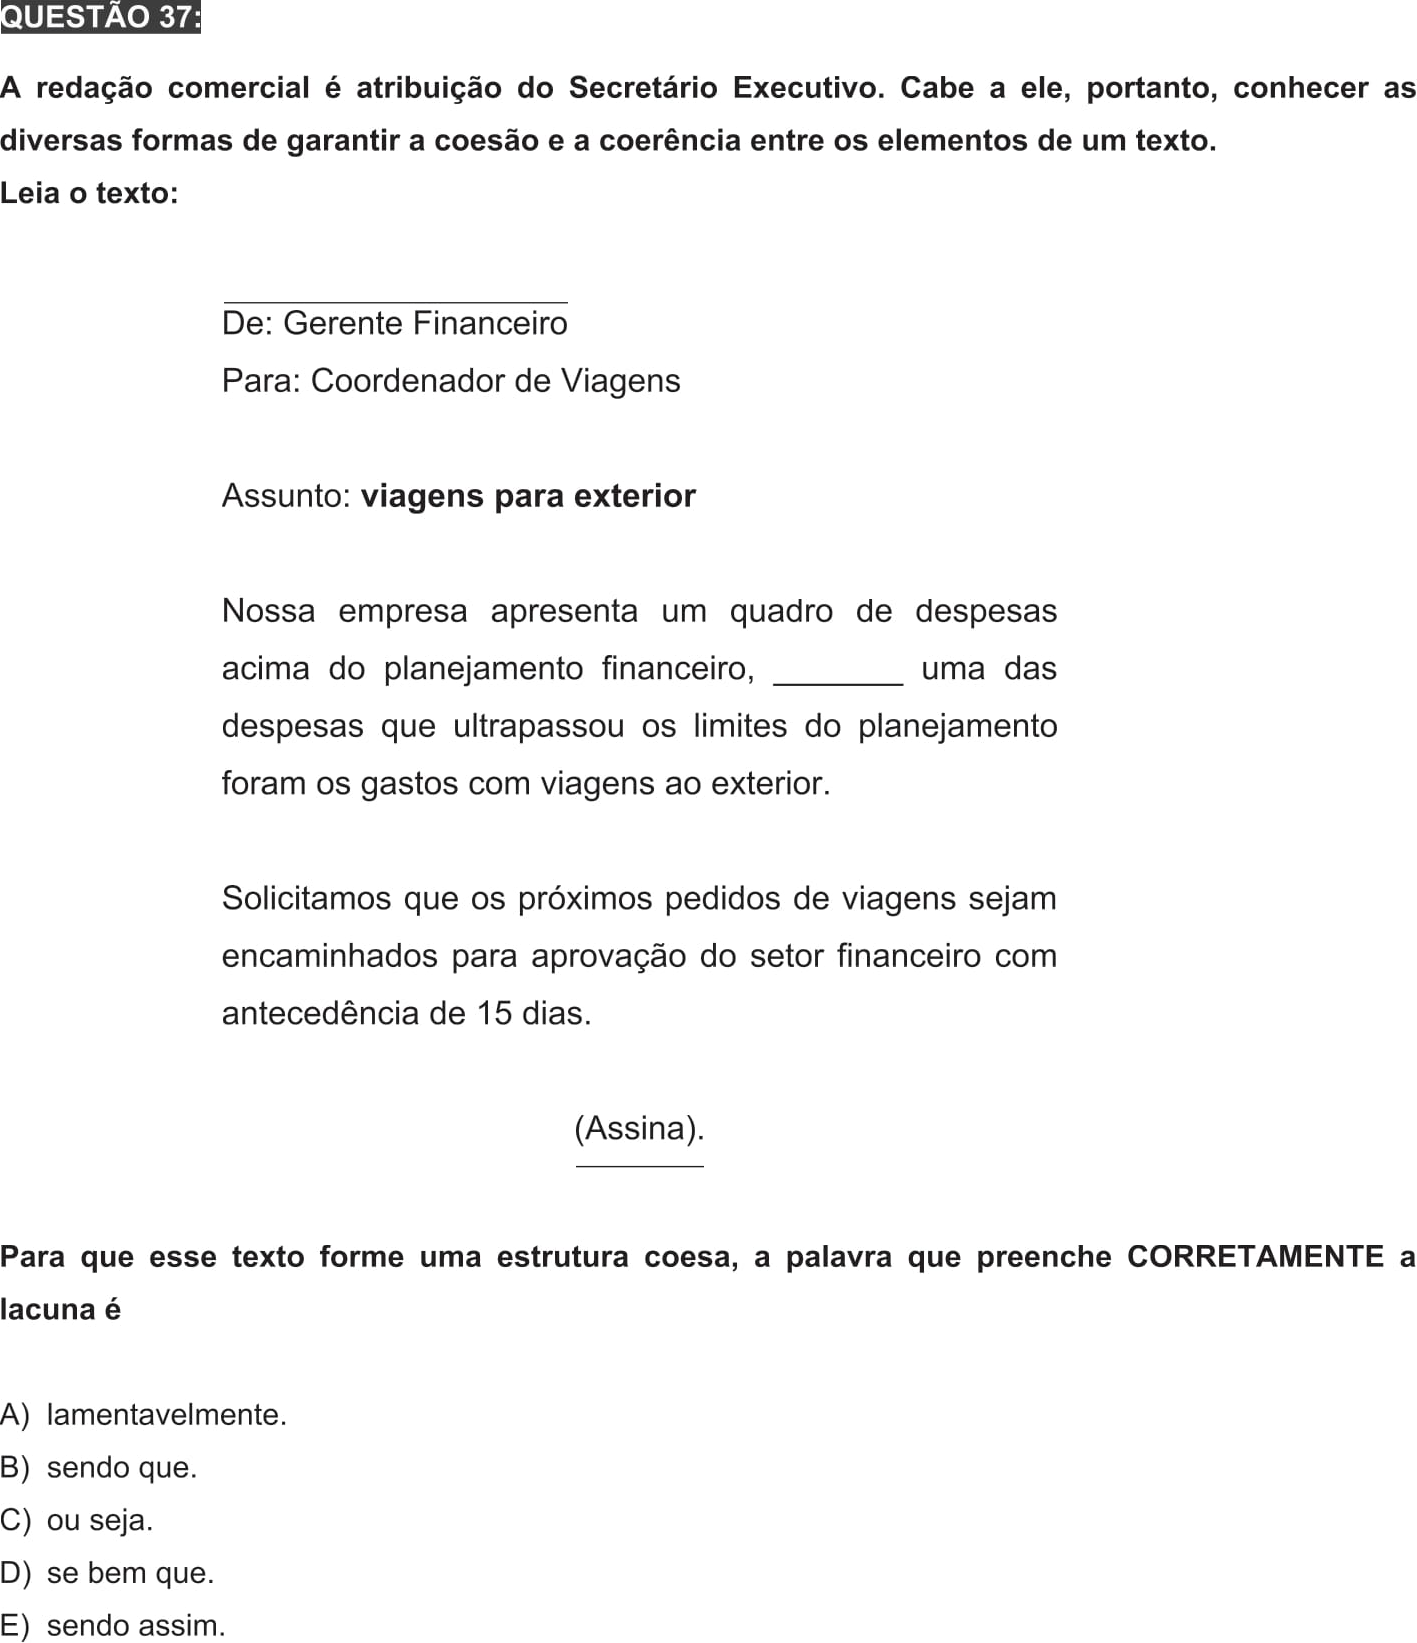 QUESTÃO 37:
A redação comercial é atribuição do Secretário Executivo. Cabe a ele, portanto, conhecer as
diversas formas de garantir a coesão e a coerência entre os elementos de um texto.
Leia o texto:
De: Gerente Financeiro
Para: Coordenador de Viagens
Assunto: viagens para exterior
Nossa empresa apresenta um quadro de despesas
acima do planejamento financeiro, ________ uma das
despesas que ultrapassou os limites do planejamento
foram os gastos com viagens ao exterior.
Solicitamos que os próximos pedidos de viagens sejam
encaminhados para aprovação do setor financeiro com
antecedência de 15 dias.
(Assina).
Para que esse texto forme uma estrutura coesa, a palavra que preenche CORRETAMENTE a
lacuna é
A) lamentavelmente.
B) sendo que.
C) ou seja.
D) se bem que.
E) sendo assim.